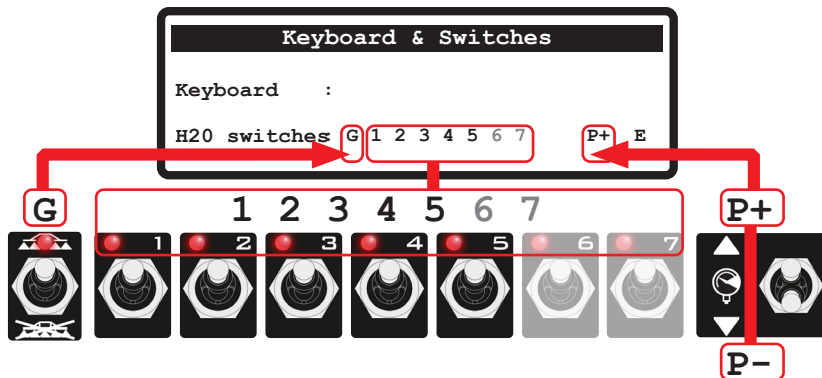 Keyboard & Switches
Keyboard :
H20 switches G 1 2 3 4 5 6 7 P+ E
G 1 2 3 4 5 6 7 P+
1 2 3 4 5 6 7
P-